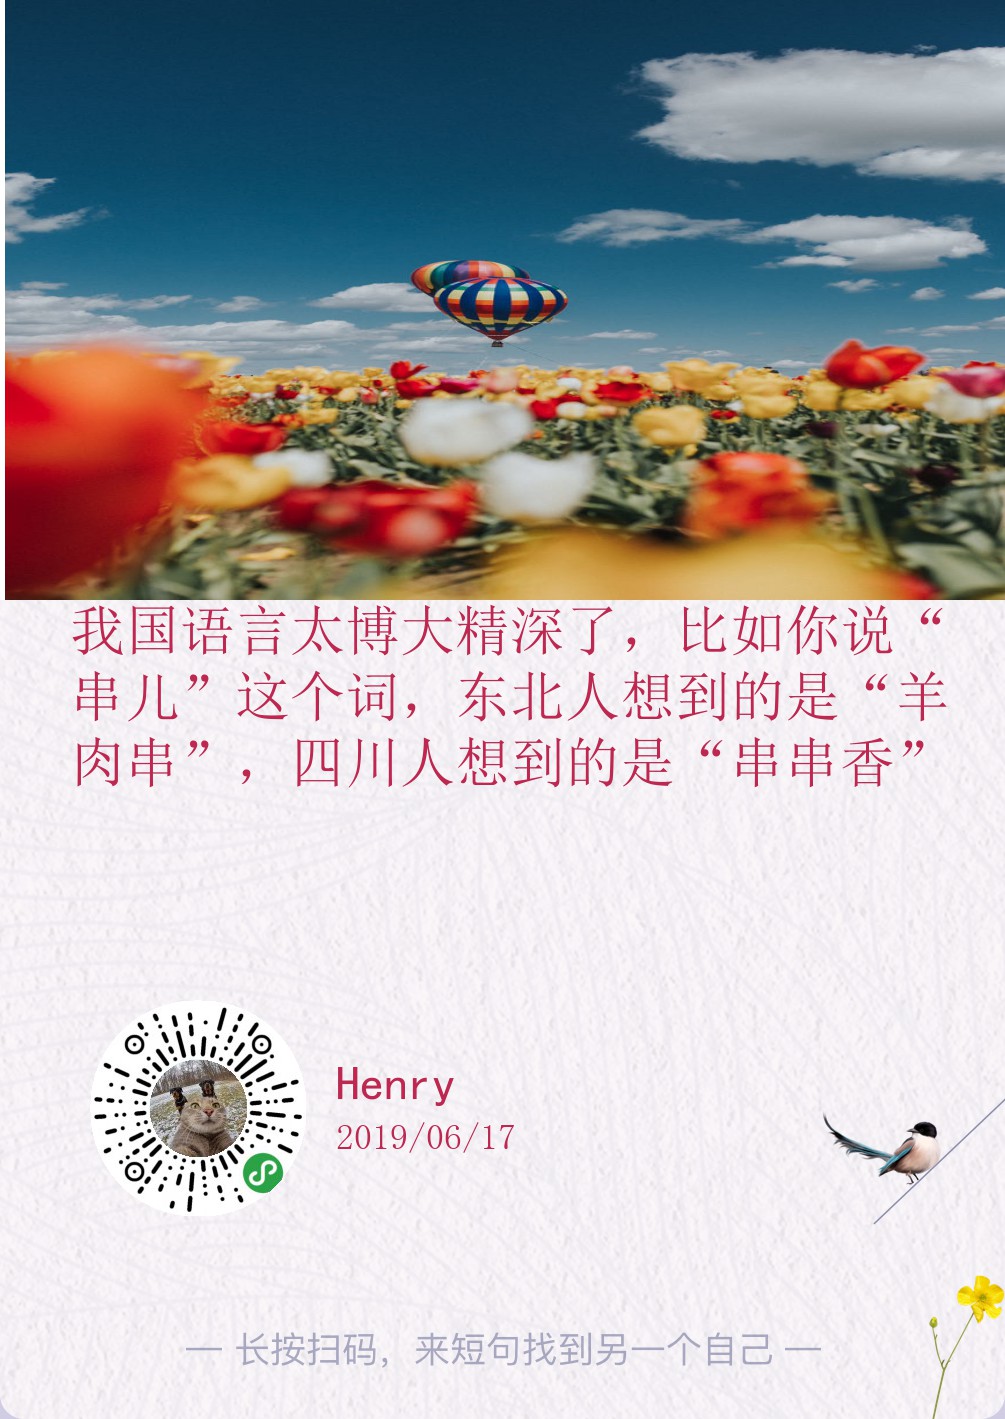 我国语言太博大精深了，比如你说“
串儿”这个词，东北人想到的是“羊
肉串”，四川人想到的是“串串香”
Henry
2019/06/17
— 长按扫码，来短句找到另一个自己 —